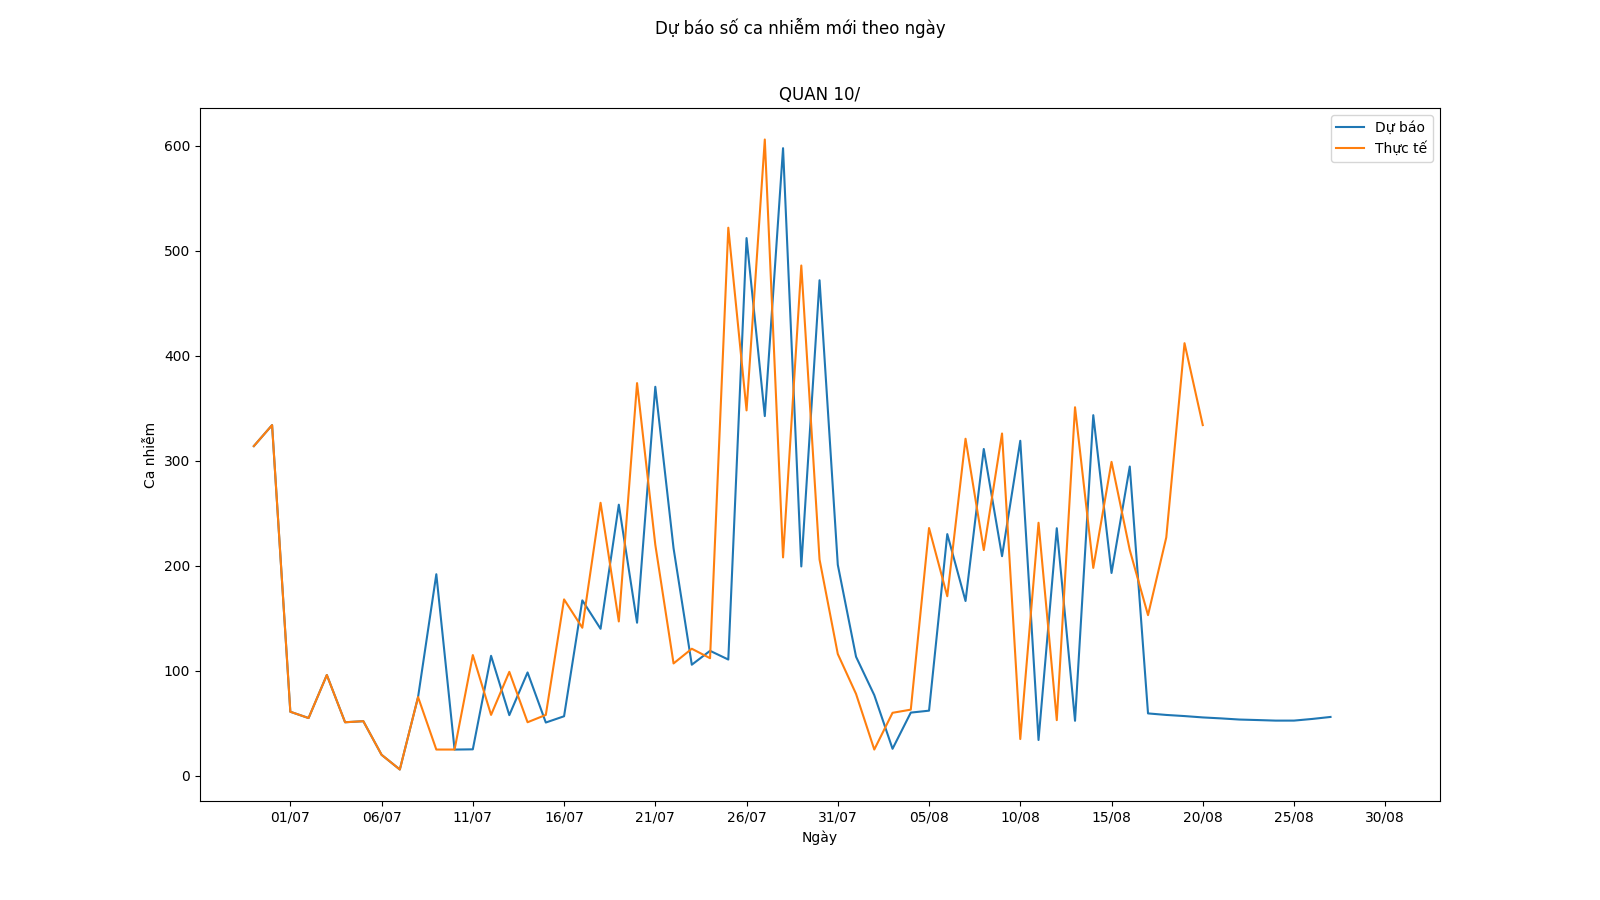 Dự báo số ca nhiễm mới theo ngày
QUAN 10/
Dự báo
Thực tế
600
500
400
300
200
100
0
Ca nhiễm
01/07 06/07 11/07 16/07 21/07 26/07 31/07 05/08 10/08 15/08 20/08 25/08 30/08
Ngày